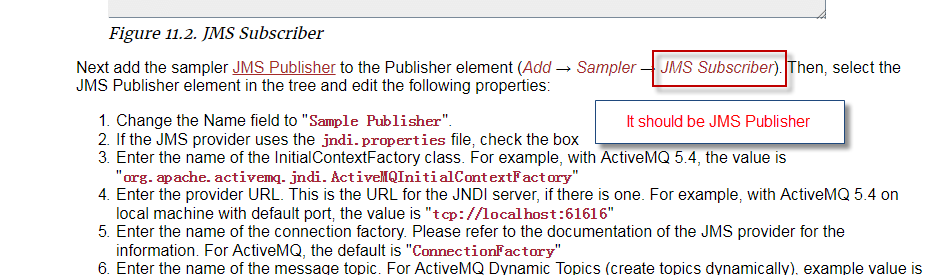 Figure 11.2. JMS Subscriber
Next add the sampler JMS Publisher to the Publisher element (Add → Sampler → JMS Subscriber). Then, select the
JMS Publisher element in the tree and edit the following properties:
It should be JMS Publisher
1. Change the Name field to "Sample Publisher".
2. If the JMS provider uses the jndi.properties file, check the box
3. Enter the name of the InitialContextFactory class. For example, with ActiveMQ 5.4, the value is
"org.apache.activemq.jndi.ActiveMQInitialContextFactory"
4. Enter the provider URL. This is the URL for the JNDI server, if there is one. For example, with ActiveMQ 5.4 on
local machine with default port, the value is "tcp://localhost:61616"
5. Enter the name of the connection factory. Please refer to the documentation of the JMS provider for the
information. For ActiveMQ, the default is "ConnectionFactory"
6. Enter the name of the message topic. For ActiveMQ Dynamic Topics (create topics dynamically), example value is